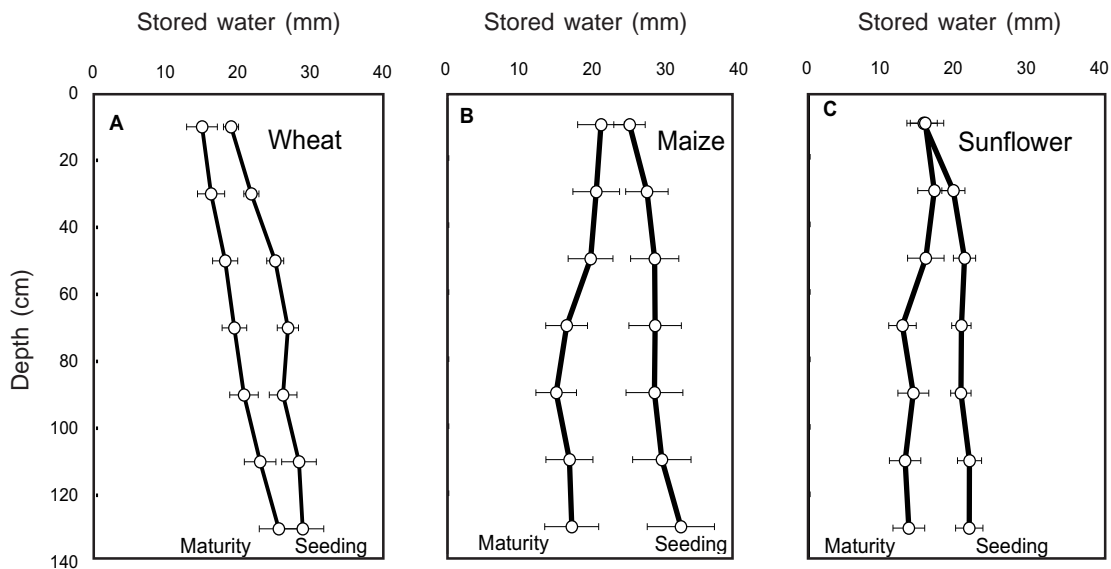 Stored water (mm) Stored water (mm) Stored water (mm)
0 10 20 30 40 0 10 20 30 40 0 10 20 30 40
0
A Wheat B Maize C Sunflower
20
40
60
80
100
120
140
Depth (cm)
Maturity Seeding Maturity Seeding Maturity Seeding